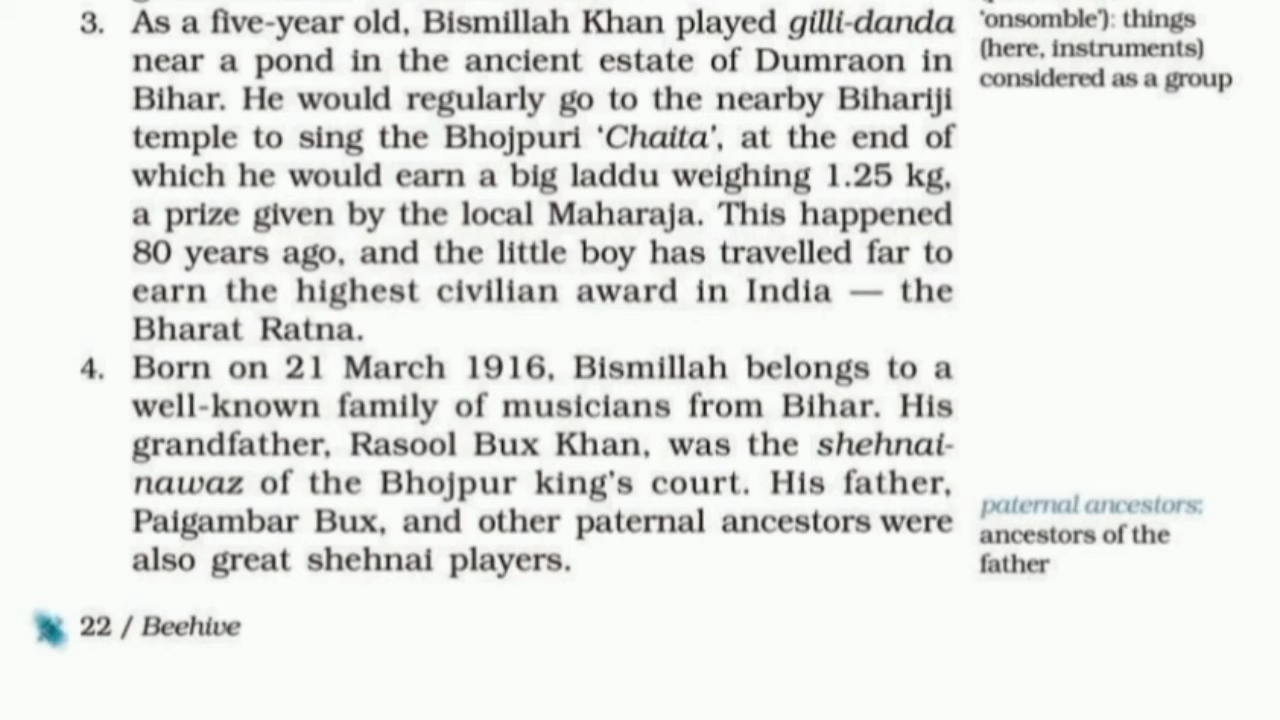 3. As a five-year old, Bismillah Khan played gilli-danda
near a pond in the ancient estate of Dumraon in
Bihar. He would regularly go to the nearby Bihariji
temple to sing the Bhojpuri ‘Chaita’, at the end of
which he would earn a big laddu weighing 1.25 kg,
a prize given by the local Maharaja. This happened
80 years ago, and the little boy has travelled far to
earn the highest civilian award in India — the
Bharat Ratna.
4. Born on 21 March 1916, Bismillah belongs to a
well-known family of musicians from Bihar. His
grandfather, Rasool Bux Khan, was the shehnai-
nawaz of the Bhojpur king’s court. His father,
Paigambar Bux, and other paternal ancestors were
also great shehnai players.
‘onsomble’): things
(here, instruments)
considered as a group
paternal ancestors:
ancestors of the
father
22 / Beehive